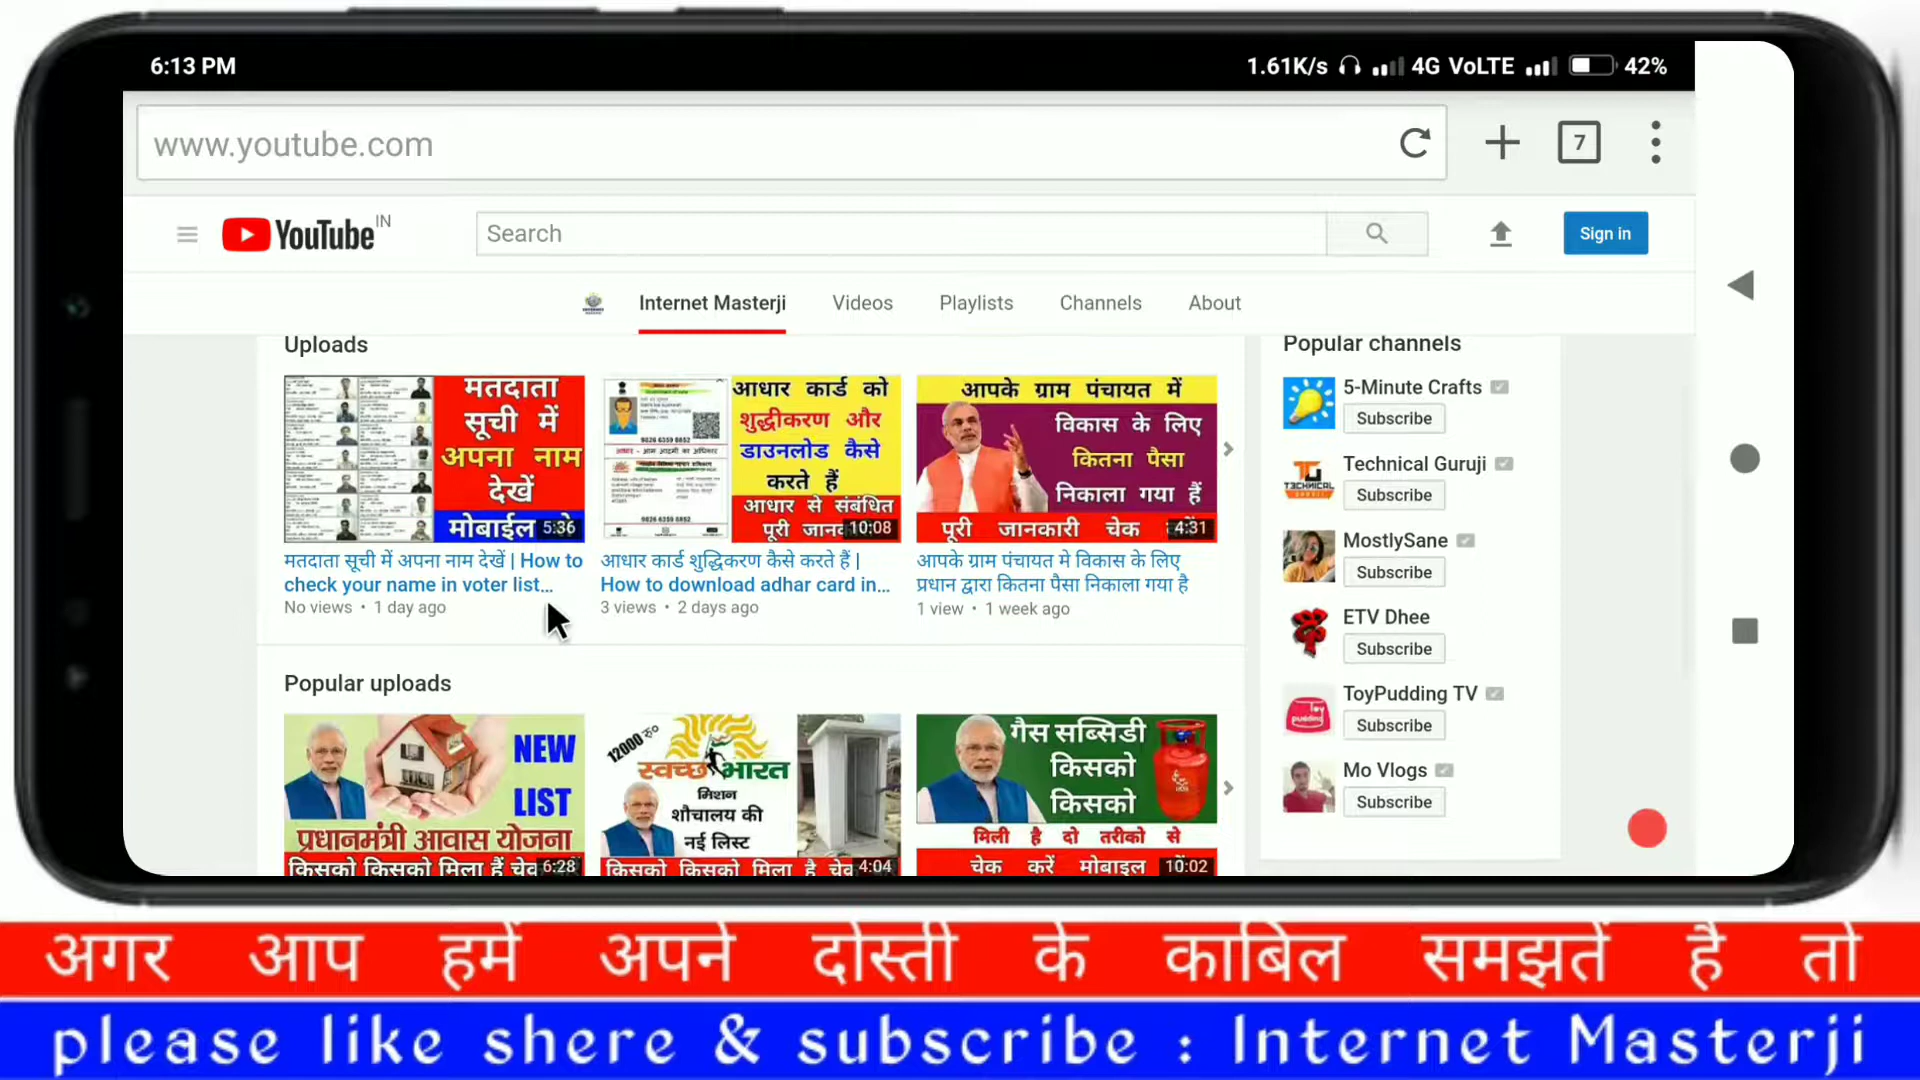 6:13 PM
1.61K/s 4G VoLTE 42%
www.youtube.com
7
YouTube IN
Search
Sign in
Internet Masterji Videos Playlists Channels About
Uploads
मतदाता
सूची में
अपना नाम
देखें
मोबाईल
5:36
आधार कार्ड को
शुद्धीकरण और
डाउनलोड कैसे
करते हैं
आधार से संबंधित
पूरी
10:08
9826 6359 0852
आपके ग्राम पंचायत में
विकास के लिए
कितना पैसा
निकाला गया हैं
पूरी जानकारी चेक
4:31
मतदाता सूची में अपना नाम देखें | How to
check your name in voter list...
No views • 1 day ago
आधार कार्ड शुद्धिकरण कैसे करते हैं |
How to download adhar card in...
3 views • 2 days ago
आपके ग्राम पंचायत मे विकास के लिए
प्रधान द्वारा कितना पैसा निकाला गया है
1 view • 1 week ago
Popular uploads
NEW
LIST
प्रधानमंत्री आवास योजना
किसको किसको मिला हैं
6:28
12000 रु०
स्वच्छ भारत
मिशन
शौचालय की
नई लिस्ट
किसको किसको मिला है
4:04
गैस सब्सिडी
किसको
किसको
मिली है दो तरीको से
चेक करें मोबाइल
10:02
Popular channels
5-Minute Crafts
Subscribe
Technical Guruji
Subscribe
MostlySane
Subscribe
ETV Dhee
Subscribe
ToyPudding TV
Subscribe
Mo Vlogs
Subscribe
अगर आप हमें अपने दोस्ती के काबिल समझतें है तो
please like shere & subscribe : Internet Masterji